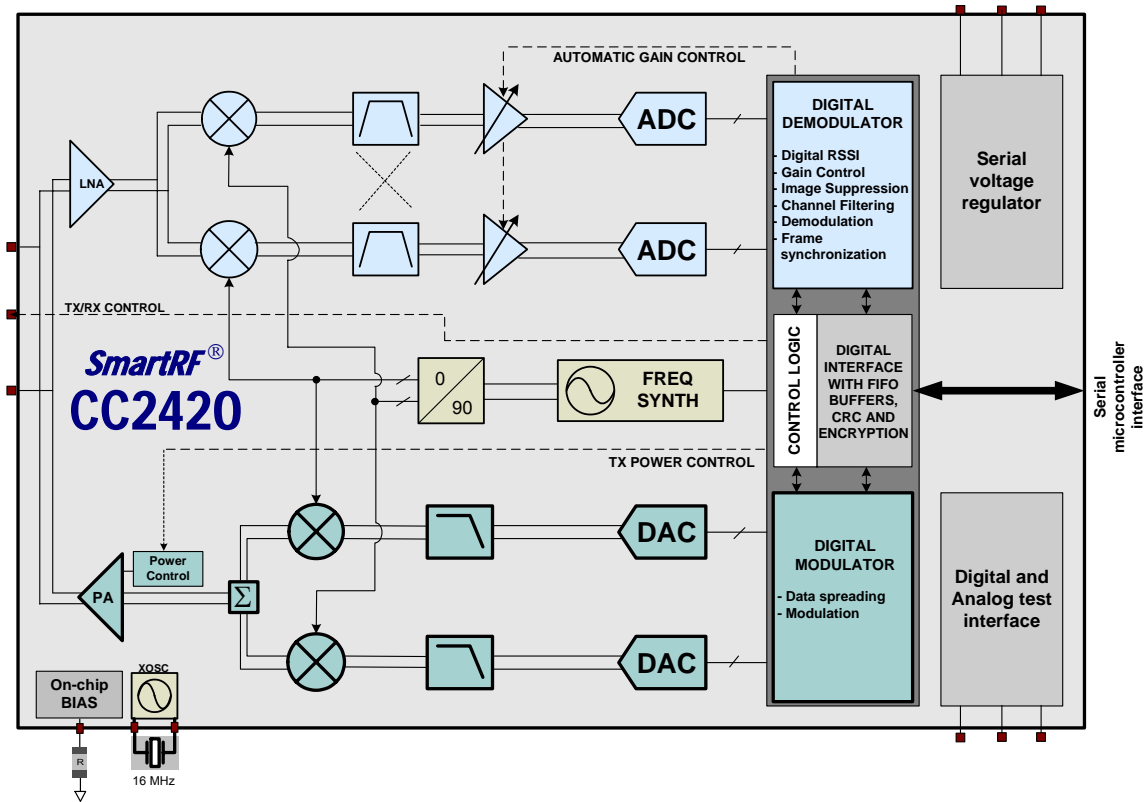 AUTOMATIC GAIN CONTROL
LNA
ADC
ADC
DIGITAL
DEMODULATOR
- Digital RSSI
- Gain Control
- Image Suppression
- Channel Filtering
- Demodulation
- Frame
synchronization
Serial
voltage
regulator
TX/RX CONTROL
SmartRF®
CC2420
0
90
FREQ
SYNTH
CONTROL LOGIC
DIGITAL
INTERFACE
WITH FIFO
BUFFERS,
CRC AND
ENCRYPTION
Serial
microcontroller
interface
TX POWER CONTROL
Power
Control
PA
Σ
DAC
DAC
DIGITAL
MODULATOR
- Data spreading
- Modulation
Digital and
Analog test
interface
On-chip
BIAS
XOSC
R
16 MHz